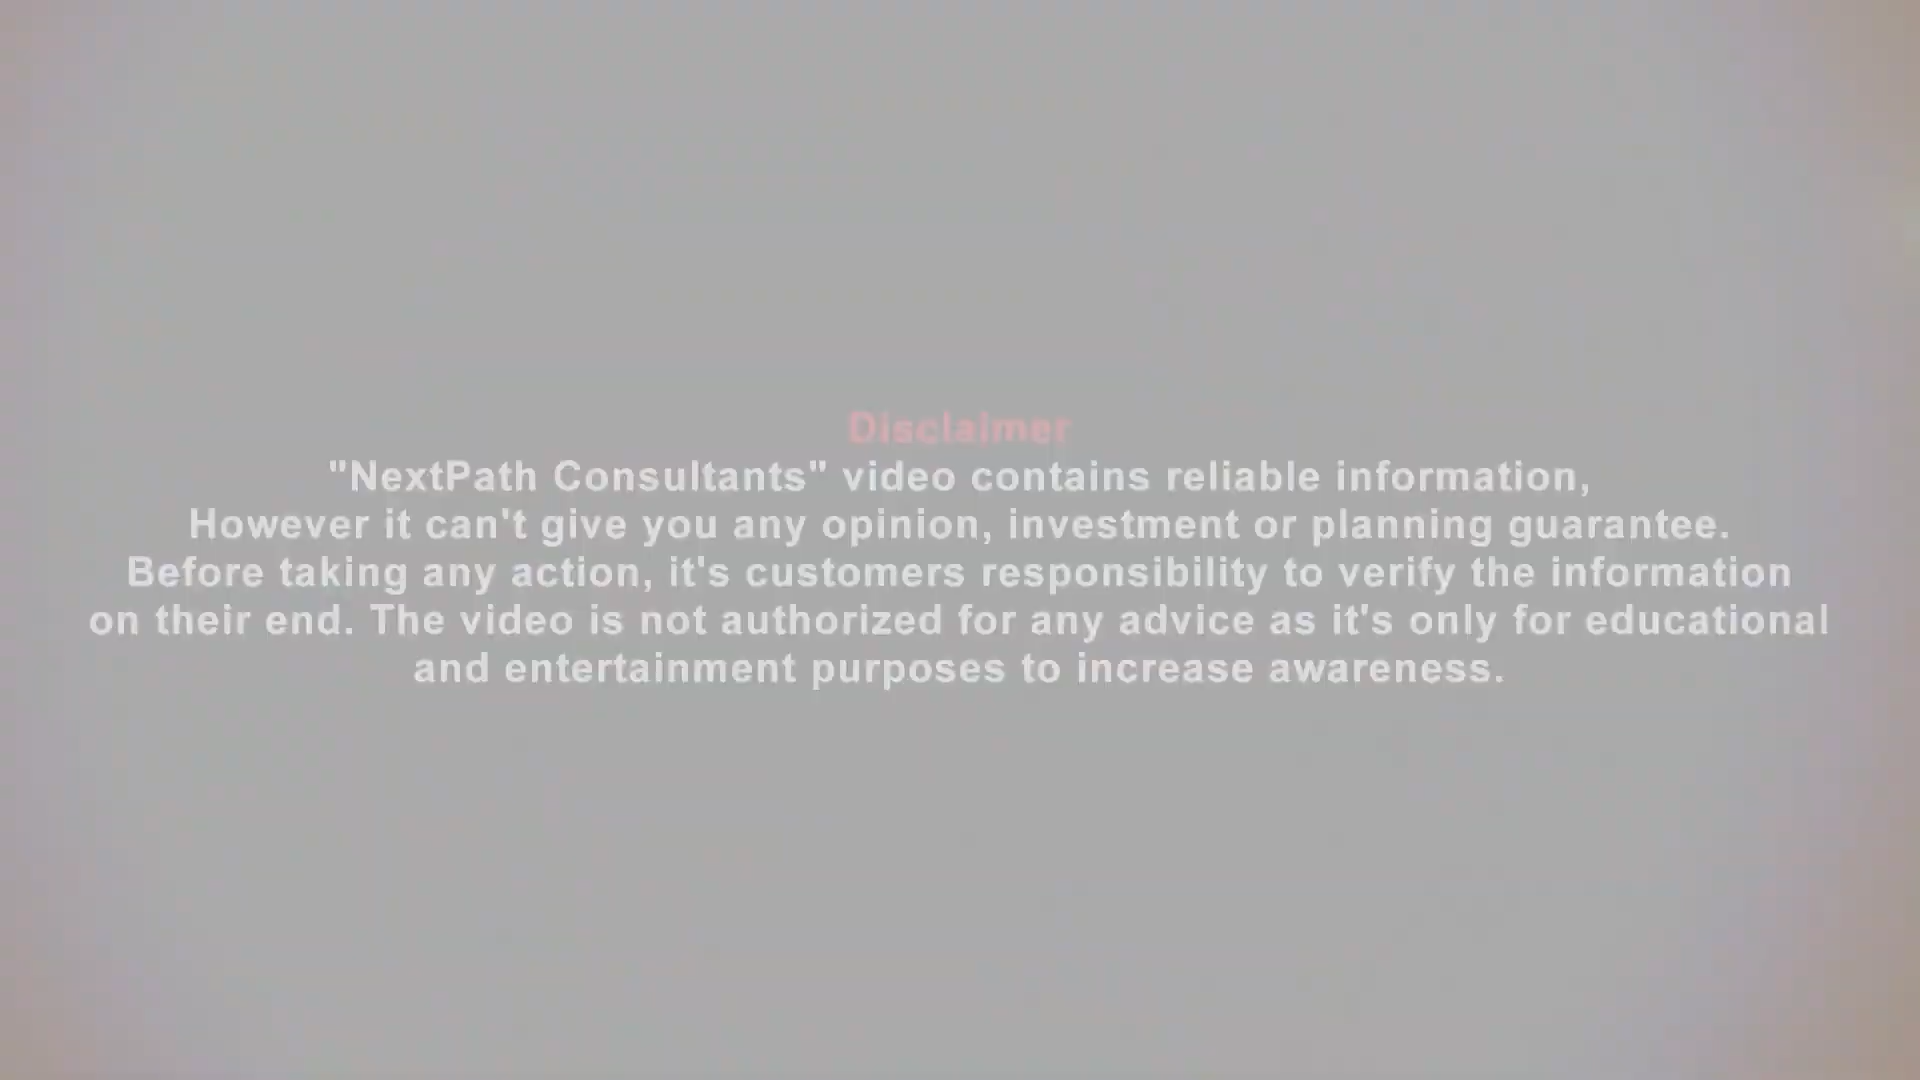 Disclaimer
"NextPath Consultants" video contains reliable information,
However it can't give you any opinion, investment or planning guarantee.
Before taking any action, it's customers responsibility to verify the information
on their end. The video is not authorized for any advice as it's only for educational
and entertainment purposes to increase awareness.